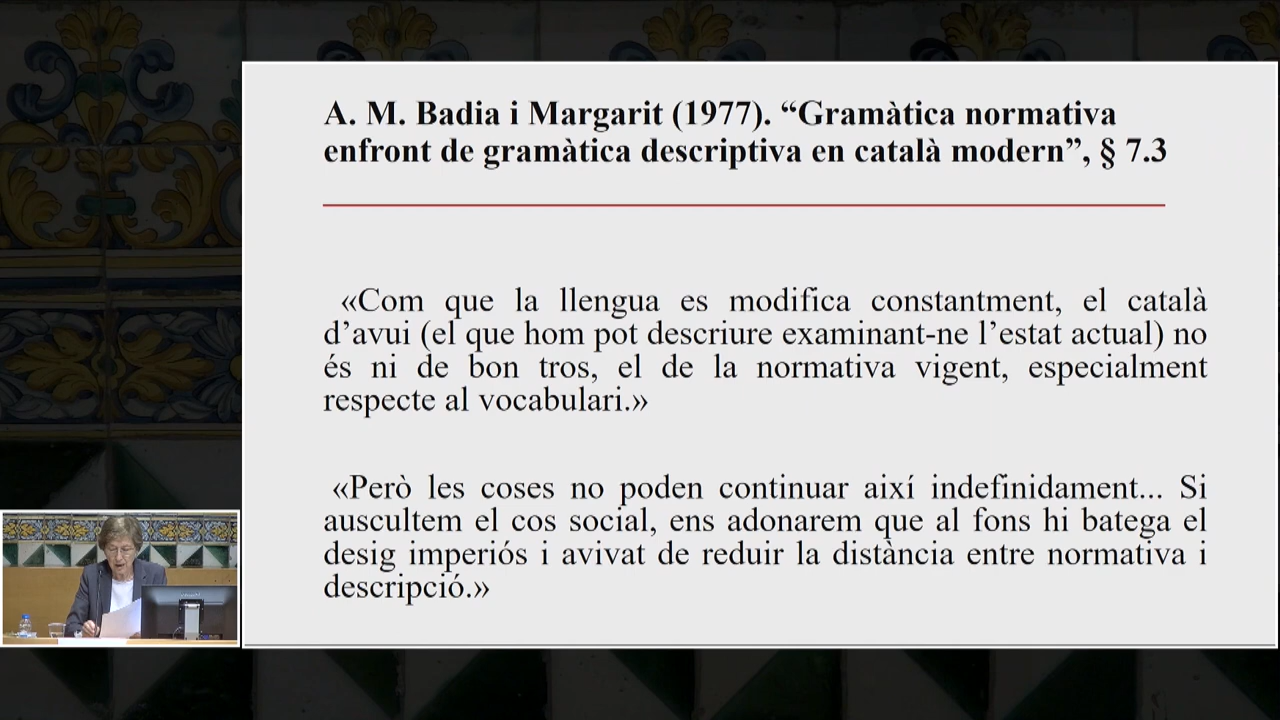 A. M. Badia i Margarit (1977). “Gramàtica normativa
enfront de gramàtica descriptiva en català modern”, § 7.3
«Com que la llengua es modifica constantment, el català
d’avui (el que hom pot descriure examinant-ne l’estat actual) no
és ni de bon tros, el de la normativa vigent, especialment
respecte al vocabulari.»
«Però les coses no poden continuar així indefinidament... Si
auscultem el cos social, ens adonarem que al fons hi batega el
desig imperiós i avivat de reduir la distància entre normativa i
descripció.»